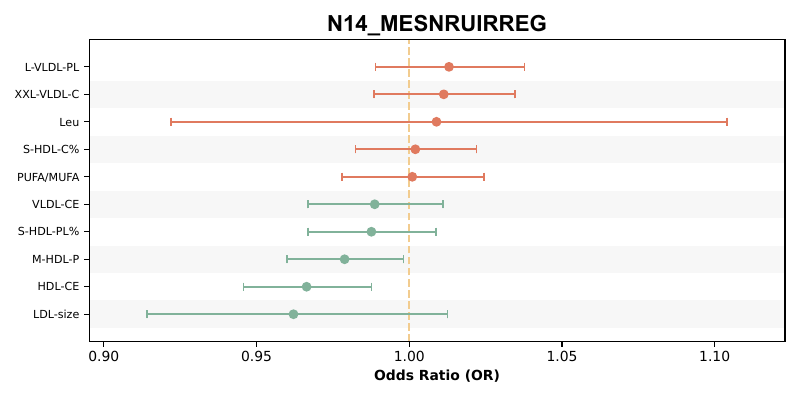 N14_MESNRUIRREG
L-VLDL-PL
XXL-VLDL-C
Leu
S-HDL-C%
PUFA/MUFA
VLDL-CE
S-HDL-PL%
M-HDL-P
HDL-CE
LDL-size
0.90 0.95 1.00 1.05 1.10
Odds Ratio (OR)